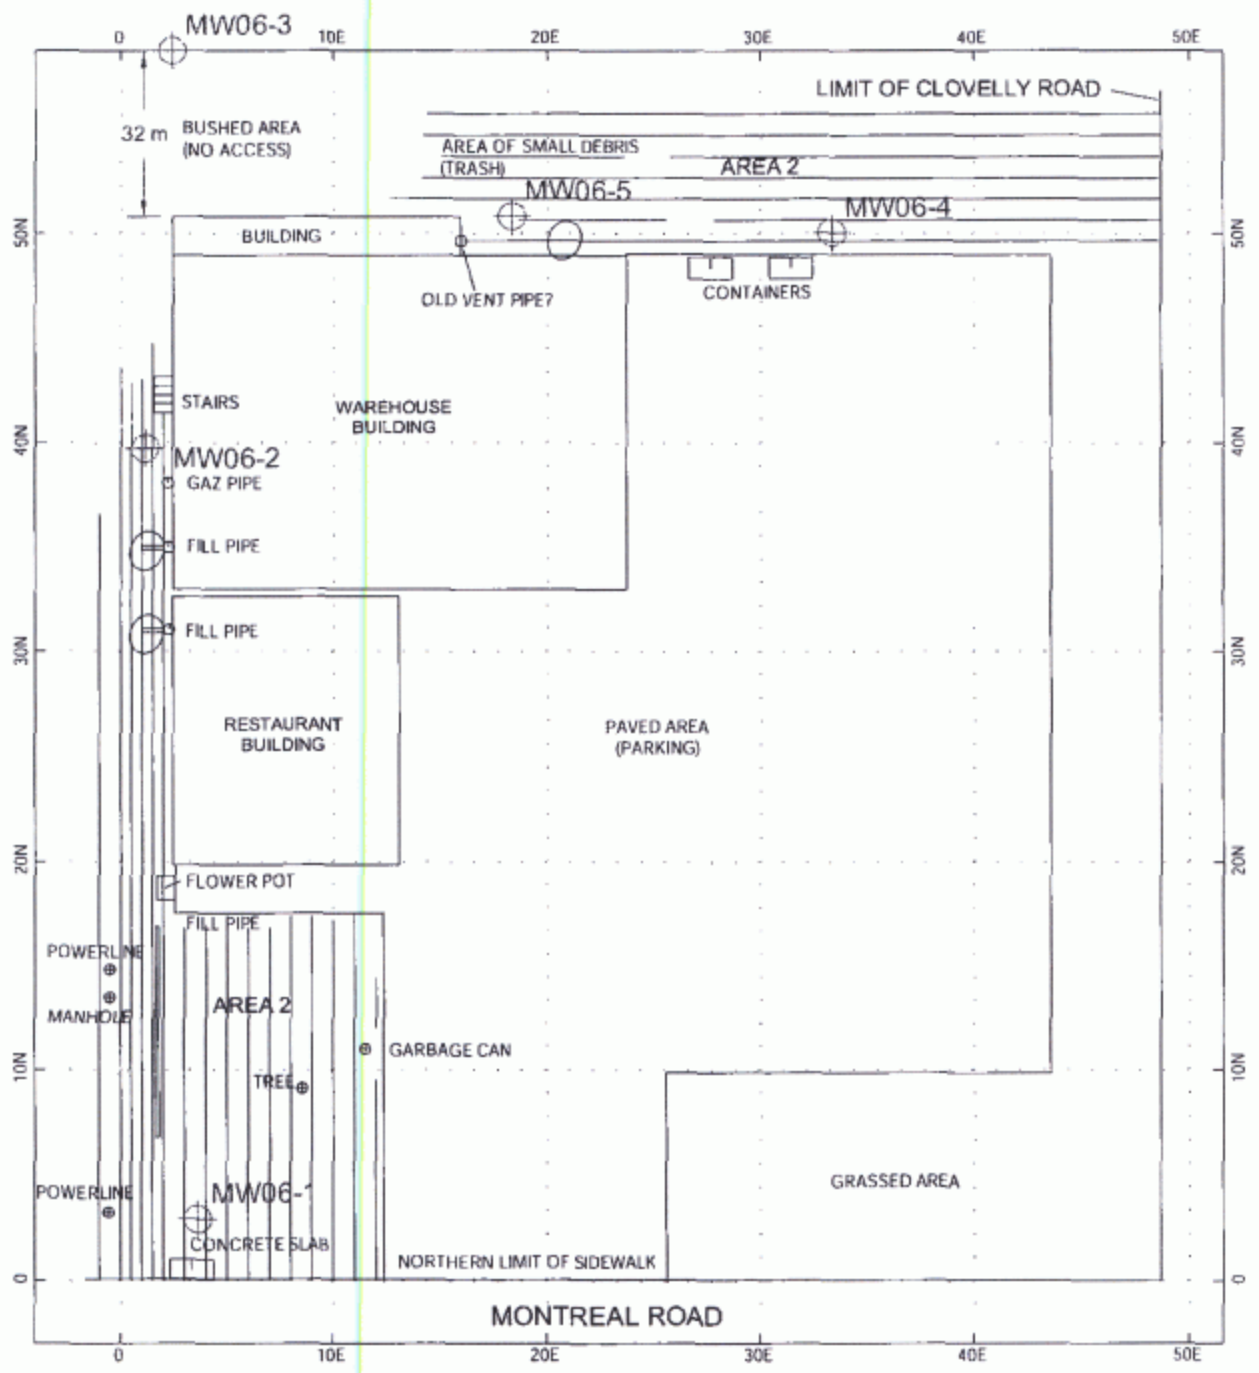 MW06-3
0 10E 20E 30E 40E 50E
LIMIT OF CLOVELLY ROAD
32 m
BUSHED AREA
(NO ACCESS)
AREA OF SMALL DEBRIS
(TRASH)
AREA 2
MW06-5
MW06-4
50N
BUILDING
50N
OLD VENT PIPE?
CONTAINERS
STAIRS
WAREHOUSE
BUILDING
40N
MW06-2
40N
GAZ PIPE
FILL PIPE
FILL PIPE
30N
30N
RESTAURANT
BUILDING
PAVED AREA
(PARKING)
20N
20N
FLOWER POT
FILL PIPE
POWERLINE
AREA 2
MANHOLE
GARBAGE CAN
10N
TREE
10N
POWERLINE
MW06-1
GRASSED AREA
CONCRETE SLAB
NORTHERN LIMIT OF SIDEWALK
0
0
MONTREAL ROAD
0 10E 20E 30E 40E 50E